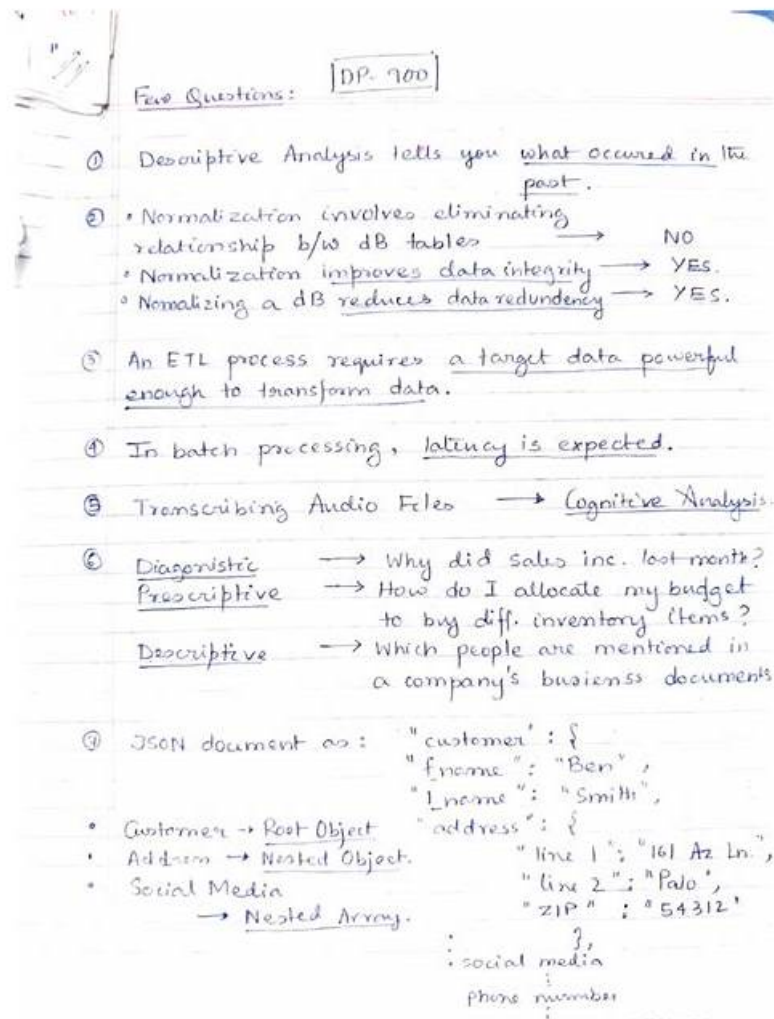 DP-900
Few Questions:
① Descriptive Analysis tells you what occured in the
past.
② • Normalization involves eliminating
relationship b/w dB tables → NO
• Normalization improves data integrity → YES.
• Nomalizing a dB reduces data redundency → YES.
③ An ETL process requires a target data powerful
enough to transform data.
④ In batch processing, latency is expected.
⑤ Transcribing Audio Files → Cognitive Analysis.
⑥ Diagonistic → Why did sales inc. last month?
Prescriptive → How do I allocate my budget
to buy diff. inventory items?
Descriptive → Which people are mentioned in
a company's busienss documents
⑦ JSON document as: "customer": {
"fname": "Ben",
"Lname": "Smith",
• Customer → Root Object "address": {
• Address → Nested Object. "line 1": "161 Az Ln.",
• Social Media "line 2": "Palo",
→ Nested Array. "ZIP" : "54312"
},
: social media
phone number